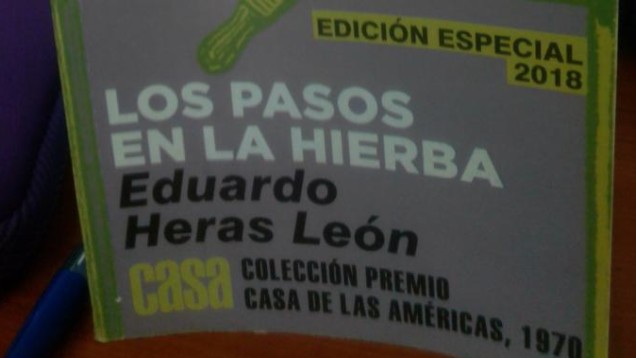 EDICIÓN ESPECIAL
2018
LOS PASOS
EN LA HIERBA
Eduardo
Heras León
casa
COLECCIÓN PREMIO
CASA DE LAS AMÉRICAS, 1970